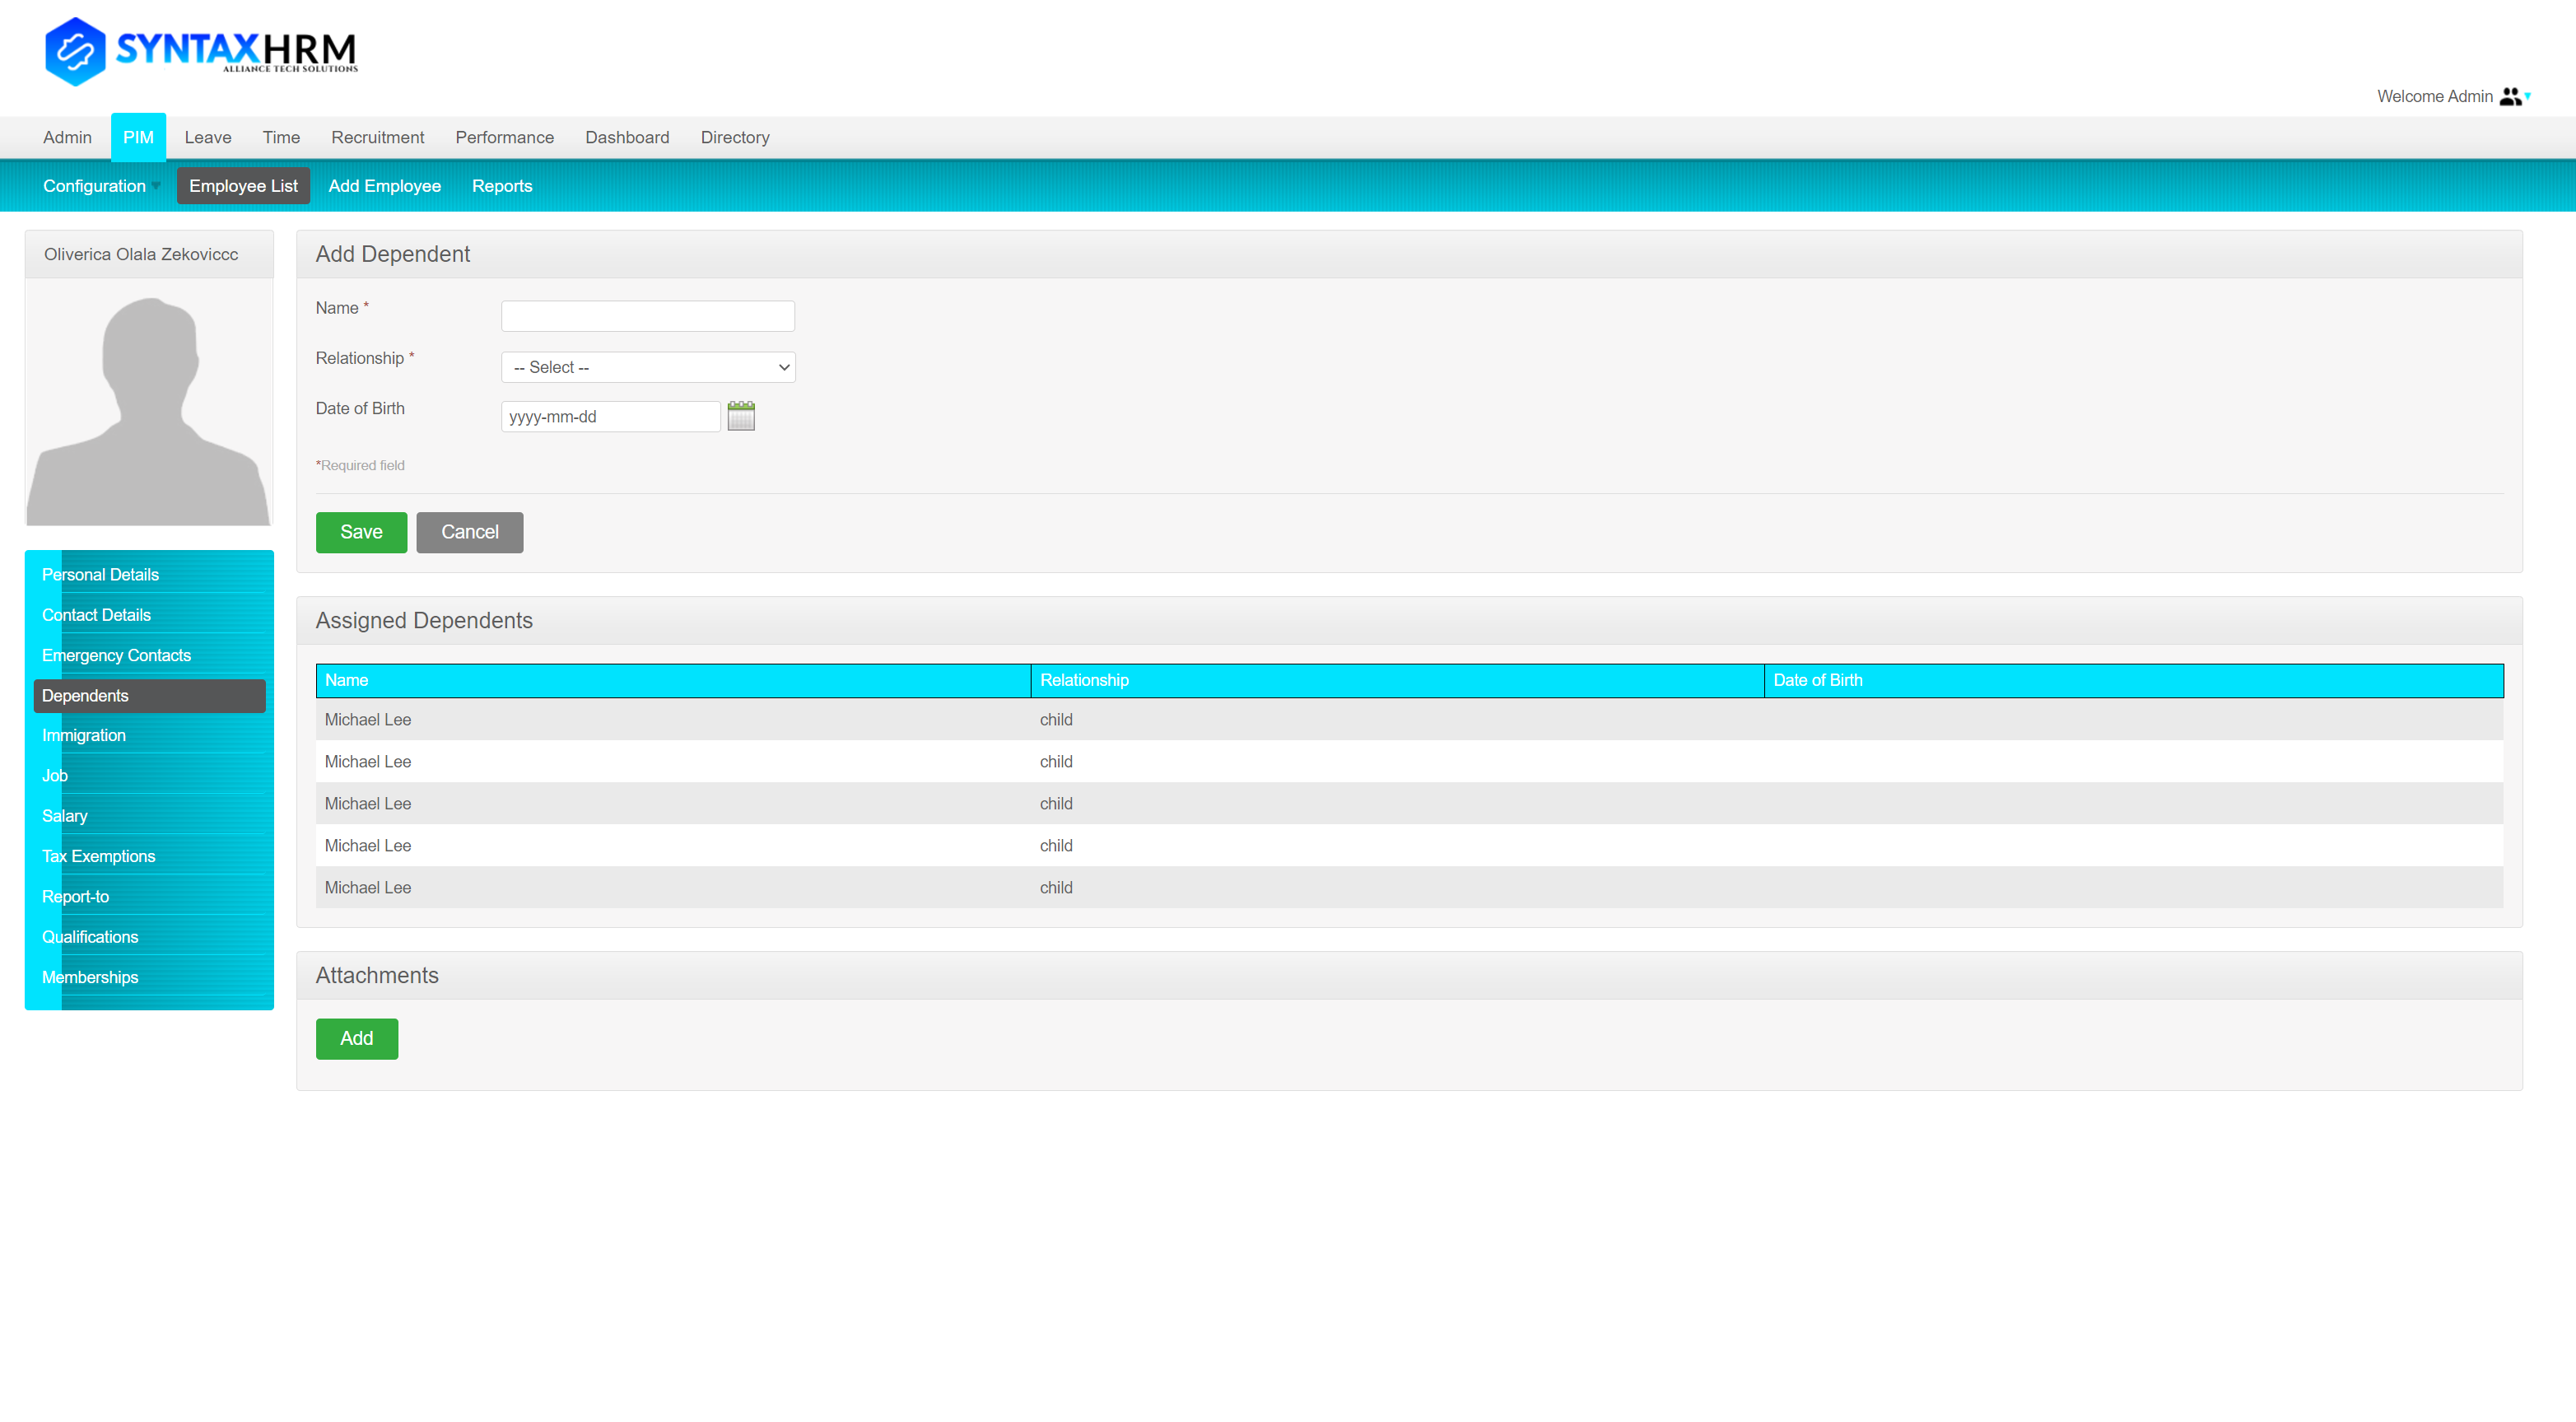 SYNTAXHRM
ALLIANCE TECH SOLUTIONS
Welcome Admin
Admin PIM Leave Time Recruitment Performance Dashboard Directory
Configuration Employee List Add Employee Reports
Oliverica Olala Zekoviccc
Personal Details
Contact Details
Emergency Contacts
Dependents
Immigration
Job
Salary
Tax Exemptions
Report-to
Qualifications
Memberships
Add Dependent
Name *
Relationship * -- Select --
Date of Birth yyyy-mm-dd
*Required field
Save Cancel
Assigned Dependents
Name Relationship Date of Birth
Michael Lee child
Michael Lee child
Michael Lee child
Michael Lee child
Michael Lee child
Attachments
Add